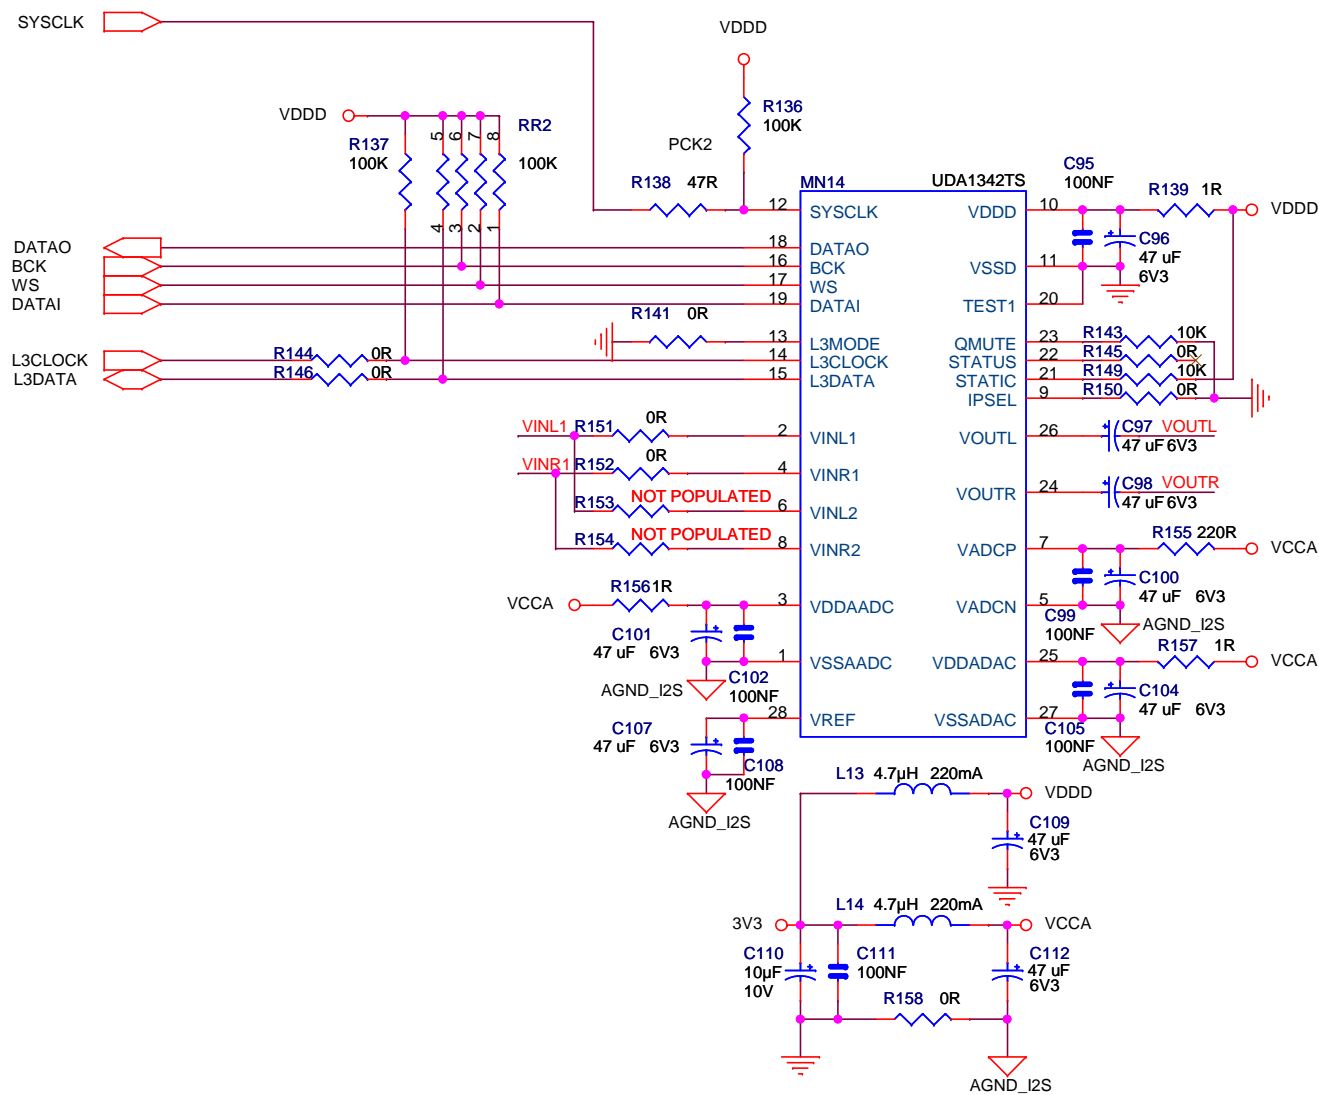 SYSCLK
VDDD
VDDD
R136
100K
RR2
R137
100K
5
6
7
8
100K
PCK2
R138 47R
4
3
2
1
MN14
UDA1342TS
C95
100NF
R139 1R
VDDD
12 SYSCLK
VDDD 10
C96
47 uF
6V3
DATAO
18 DATAO
BCK
16 BCK
VSSD 11
WS
17 WS
DATAI
19 DATAI
TEST1 20
R141 0R
13 L3MODE
QMUTE 23 R143 10K
L3CLOCK
R144 0R
14 L3CLOCK
STATUS 22 R145 0R
L3DATA
R146 0R
15 L3DATA
STATIC 21 R149 10K
IPSEL 9 R150 0R
VINL1 R151 0R
2 VINL1
VOUTL 26
C97 VOUTL
47 uF 6V3
VINR1 R152 0R
4 VINR1
VOUTR 24
C98 VOUTR
47 uF 6V3
R153 NOT POPULATED
6 VINL2
R154 NOT POPULATED
8 VINR2
VADCP 7
R155 220R
VCCA
C100
47 uF 6V3
VCCA
R156 1R
3 VDDAADC
VADCN 5
C99
100NF
AGND_I2S
C101
47 uF 6V3
1 VSSAADC
VDDADAC 25
R157 1R
VCCA
C102
100NF
AGND_I2S
C104
47 uF 6V3
28 VREF
VSSADAC 27
C105
100NF
AGND_I2S
C107
47 uF 6V3
C108
100NF
AGND_I2S
L13 4.7µH 220mA
VDDD
C109
47 uF
6V3
L14 4.7µH 220mA
3V3
VCCA
C110
10µF
10V
C111
100NF
C112
47 uF
6V3
R158 0R
AGND_I2S